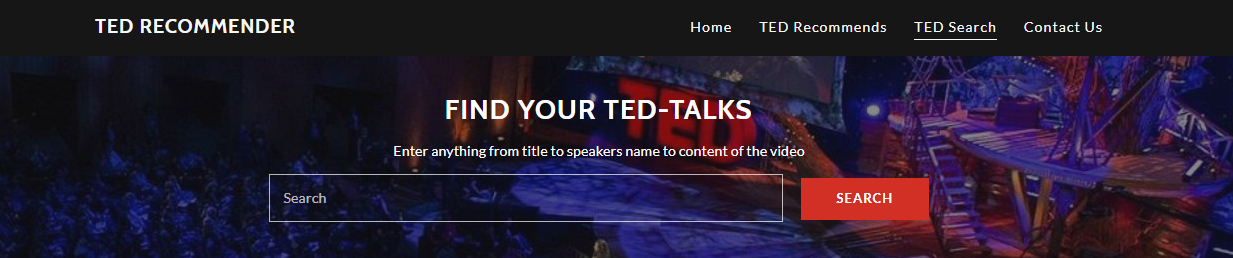 TED RECOMMENDER
Home TED Recommends TED Search Contact Us
FIND YOUR TED-TALKS
TED
Enter anything from title to speakers name to content of the video
Search
SEARCH